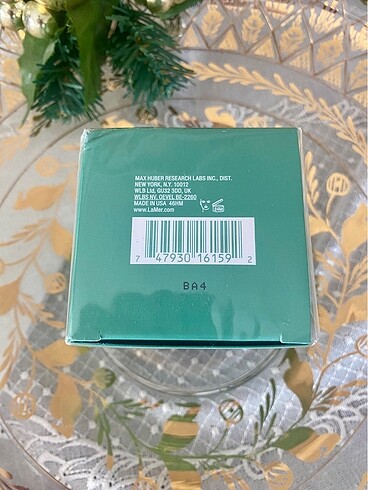 MAX HUBER RESEARCH LABS INC., DIST.
NEW YORK, N.Y. 10012
WLB Ltd, GU32 3DD, UK
WLBS NV. OEVEL BE-2260
MADE IN USA 46HM
www.LaMer.com
7 47930 16159 2
BA4